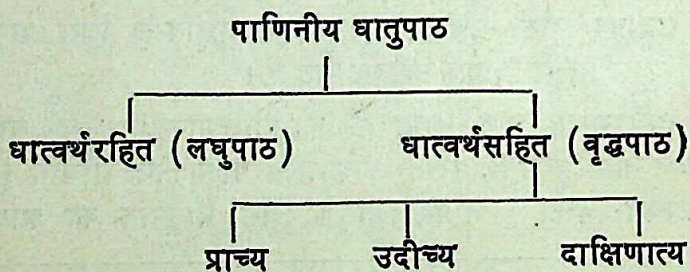 पाणिनीय धातुपाठ
धात्वर्थरहित (लघुपाठ) धात्वर्थसहित (वृद्धपाठ)
प्राच्य उदीच्य दाक्षिणात्य